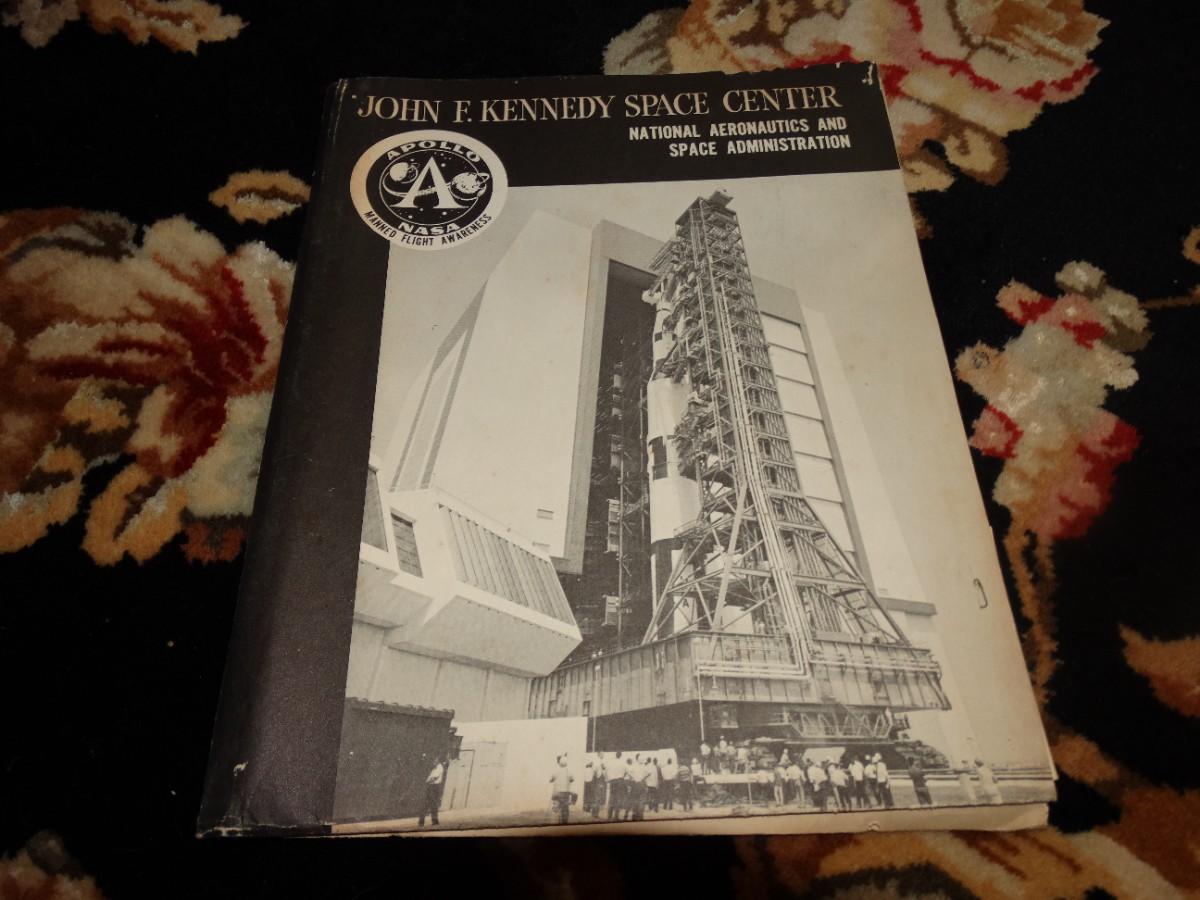 JOHN F. KENNEDY SPACE CENTER
NATIONAL AERONAUTICS AND
SPACE ADMINISTRATION
APOLLO
A
NASA
MANNED FLIGHT AWARENESS